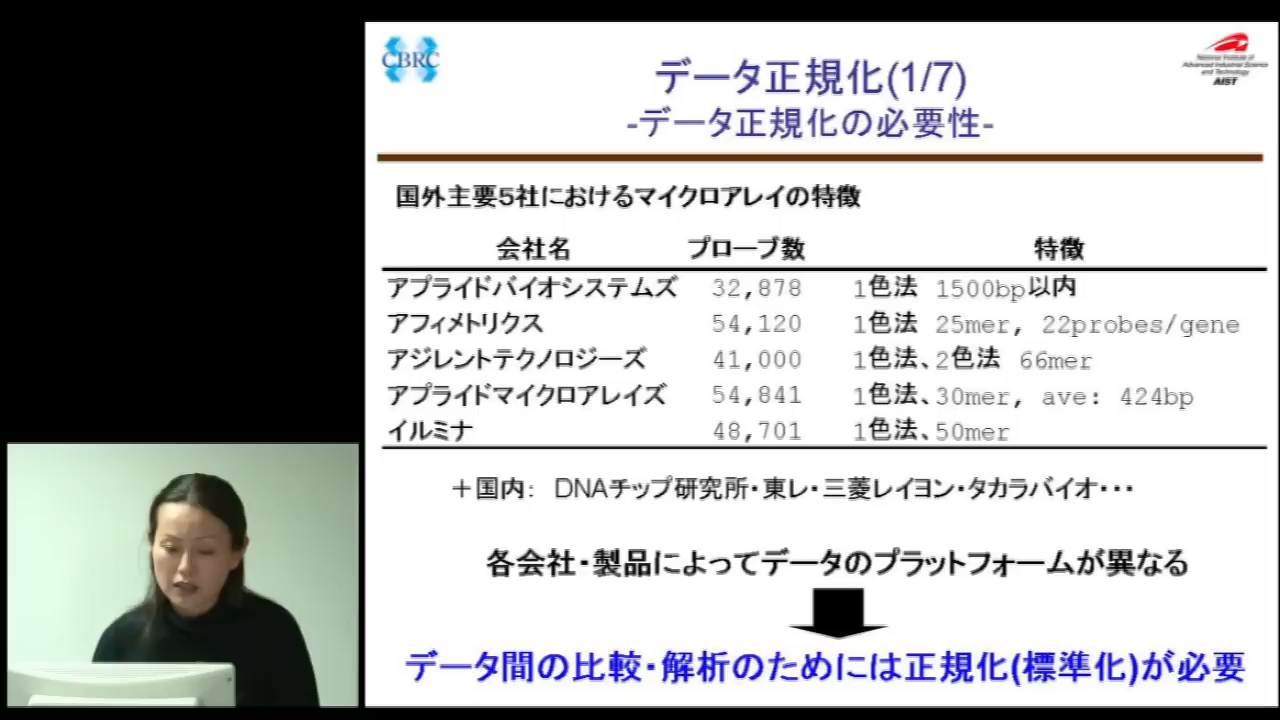 CBRC
National Institute of
Advanced Industrial Science
and Technology
AIST
データ正規化(1/7)
-データ正規化の必要性-
国外主要5社におけるマイクロアレイの特徴
会社名 プローブ数 特徴
アプライドバイオシステムズ 32,878 1色法 1500bp以内
アフィメトリクス 54,120 1色法 25mer, 22probes/gene
アジレントテクノロジーズ 41,000 1色法、2色法 66mer
アプライドマイクロアレイズ 54,841 1色法、30mer, ave: 424bp
イルミナ 48,701 1色法、50mer
+国内: DNAチップ研究所・東レ・三菱レイヨン・タカラバイオ・・・
各会社・製品によってデータのプラットフォームが異なる
データ間の比較・解析のためには正規化(標準化)が必要